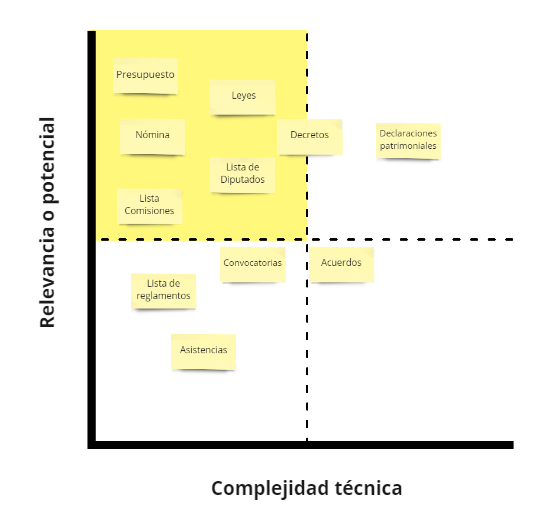 Relevancia o potencial
Presupuesto
Leyes
Nómina
Decretos
Declaraciones
patrimoniales
Lista de
Diputados
Lista
Comisiones
Convocatorias
Acuerdos
Lista de
reglamentos
Asistencias
Complejidad técnica